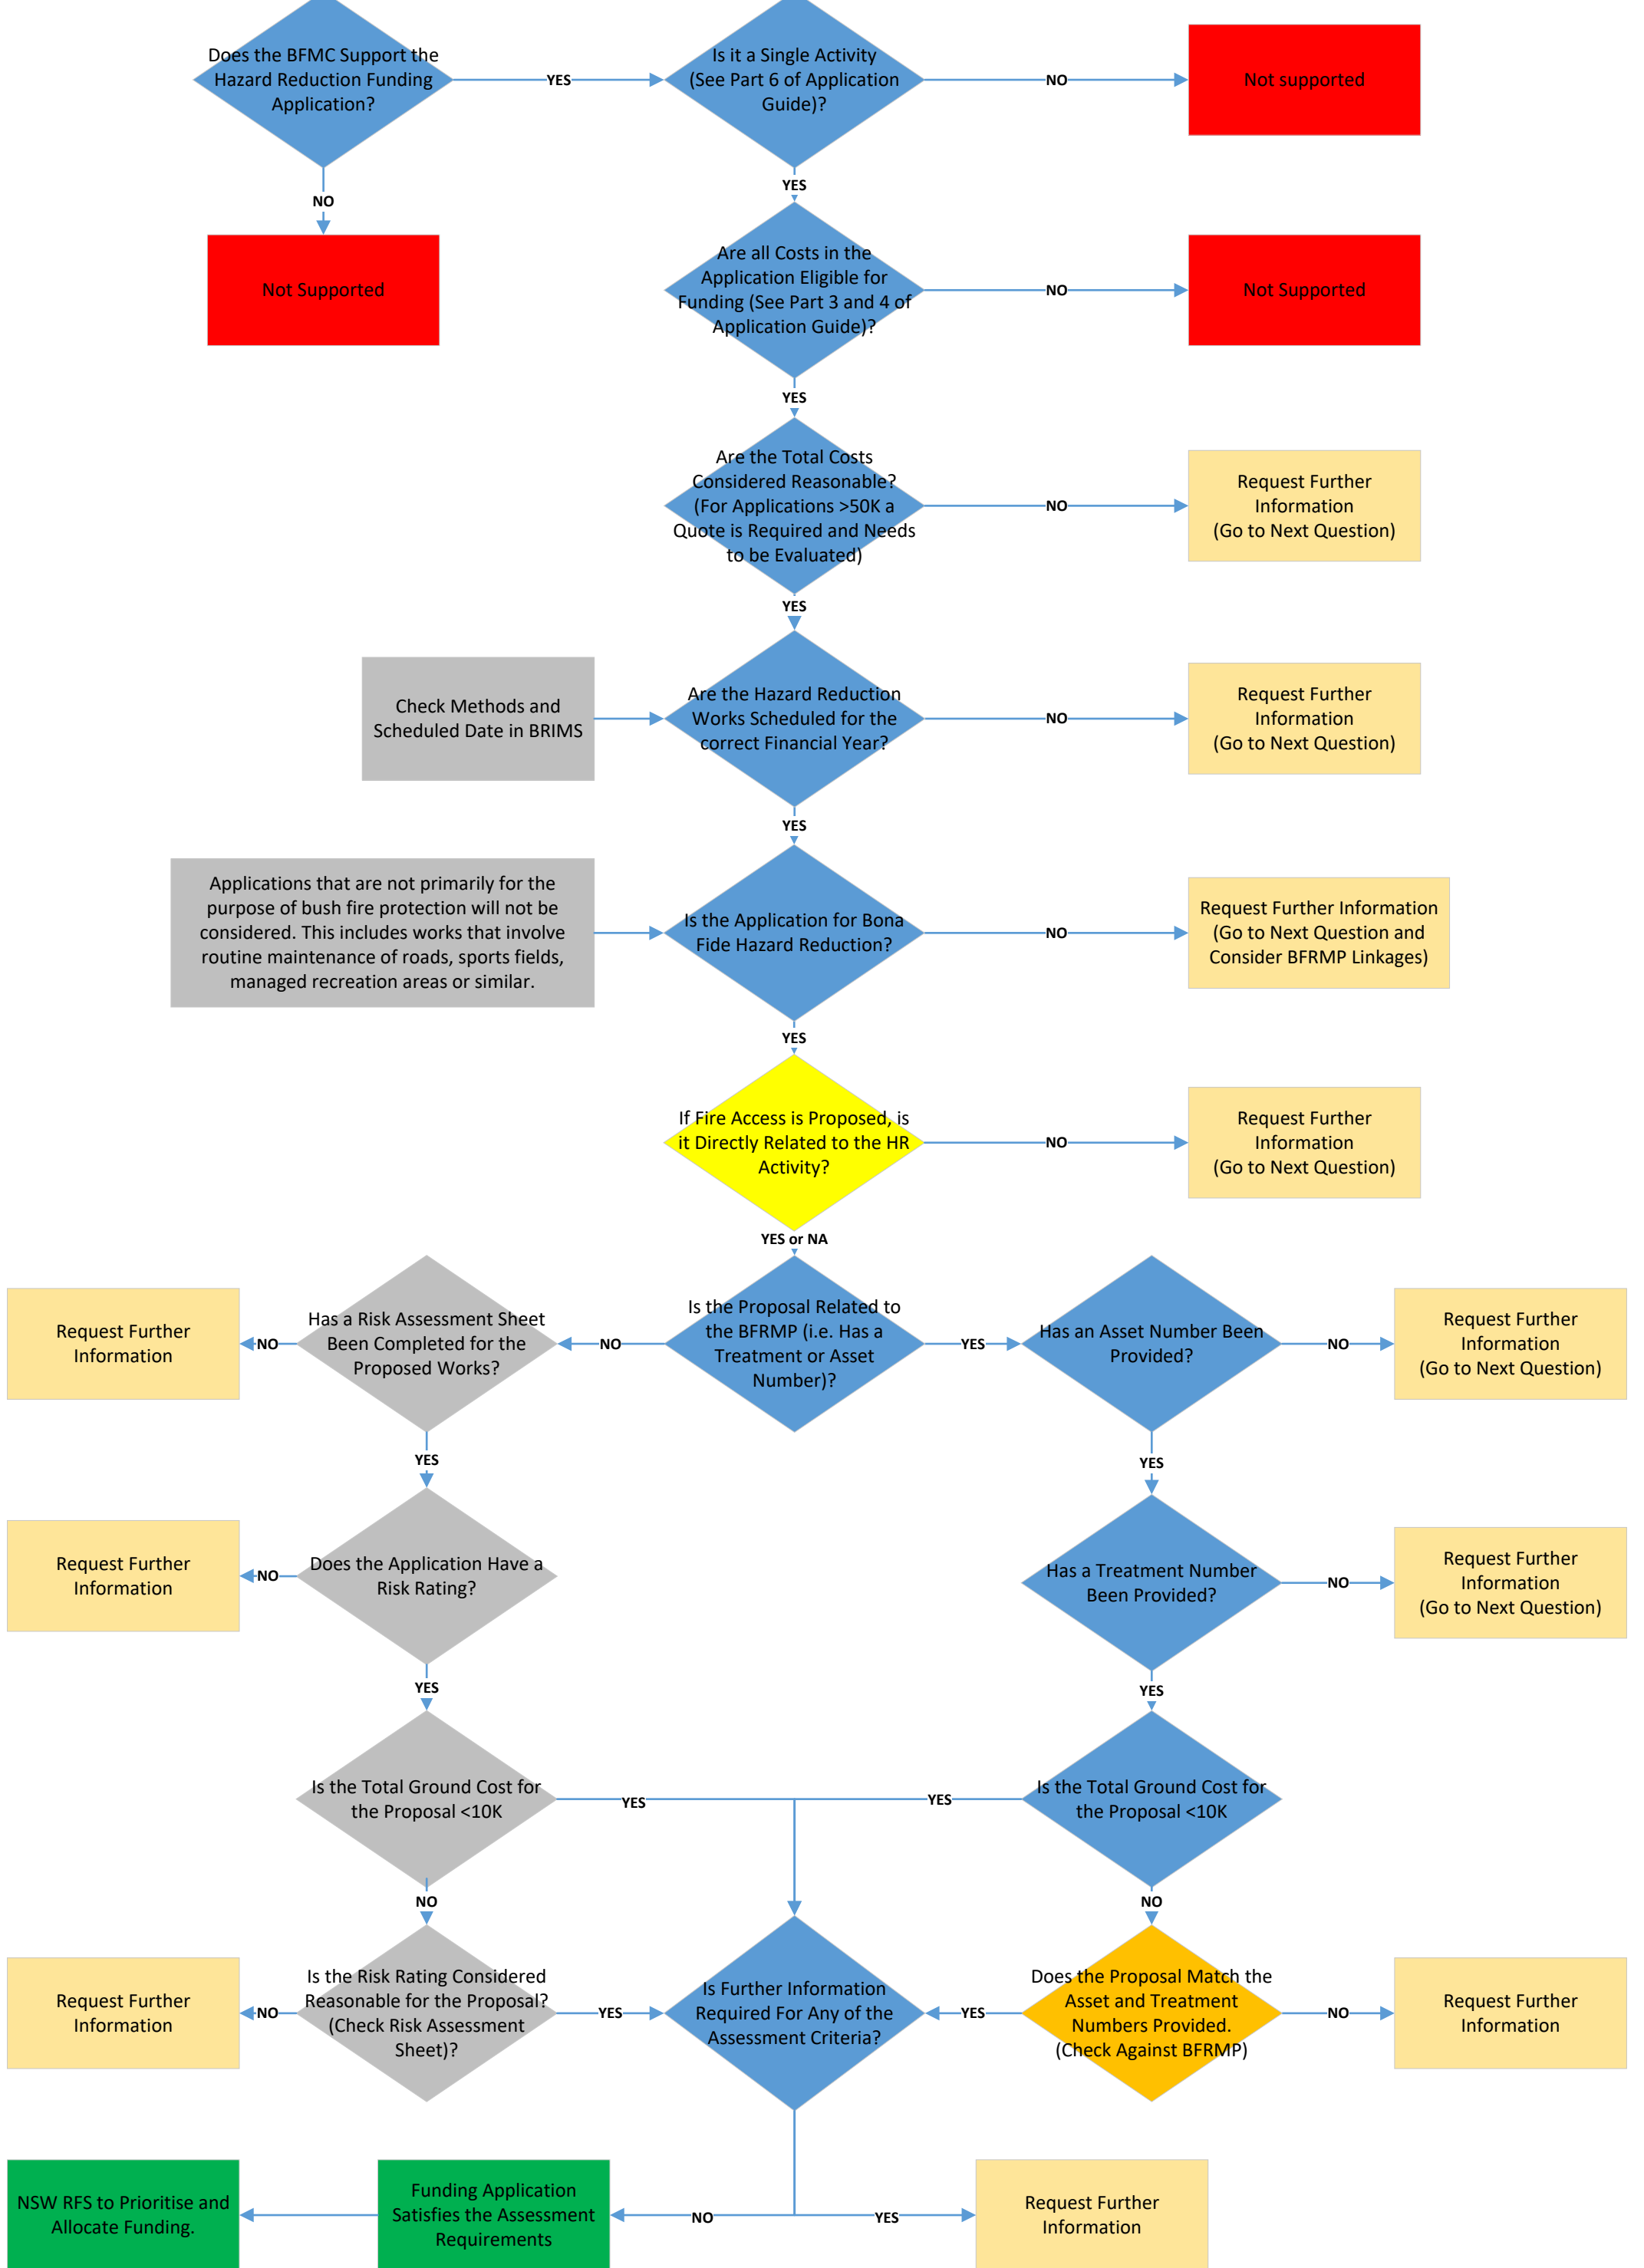 Does the BFMC Support the
Hazard Reduction Funding
Application?
YES
Is it a Single Activity
(See Part 6 of Application
Guide)?
NO
Not supported
NO
YES
Not Supported
Are all Costs in the
Application Eligible for
Funding (See Part 3 and 4 of
Application Guide)?
NO
Not Supported
YES
Are the Total Costs
Considered Reasonable?
(For Applications >50K a
Quote is Required and Needs
to be Evaluated)
NO
Request Further
Information
(Go to Next Question)
YES
Check Methods and
Scheduled Date in BRIMS
Are the Hazard Reduction
Works Scheduled for the
correct Financial Year?
NO
Request Further
Information
(Go to Next Question)
YES
Applications that are not primarily for the
purpose of bush fire protection will not be
considered. This includes works that involve
routine maintenance of roads, sports fields,
managed recreation areas or similar.
Is the Application for Bona
Fide Hazard Reduction?
NO
Request Further Information
(Go to Next Question and
Consider BFRMP Linkages)
YES
If Fire Access is Proposed, is
it Directly Related to the HR
Activity?
NO
Request Further
Information
(Go to Next Question)
YES or NA
Request Further
Information
NO
Has a Risk Assessment Sheet
Been Completed for the
Proposed Works?
NO
Is the Proposal Related to
the BFRMP (i.e. Has a
Treatment or Asset
Number)?
YES
Has an Asset Number Been
Provided?
NO
Request Further
Information
(Go to Next Question)
YES
YES
Request Further
Information
NO
Does the Application Have a
Risk Rating?
Has a Treatment Number
Been Provided?
NO
Request Further
Information
(Go to Next Question)
YES
YES
Is the Total Ground Cost for
the Proposal <10K
YES
YES
Is the Total Ground Cost for
the Proposal <10K
NO
NO
Request Further
Information
NO
Is the Risk Rating Considered
Reasonable for the Proposal?
(Check Risk Assessment
Sheet)?
YES
Is Further Information
Required For Any of the
Assessment Criteria?
YES
Does the Proposal Match the
Asset and Treatment
Numbers Provided.
(Check Against BFRMP)
NO
Request Further
Information
NSW RFS to Prioritise and
Allocate Funding.
Funding Application
Satisfies the Assessment
Requirements
NO
YES
Request Further
Information